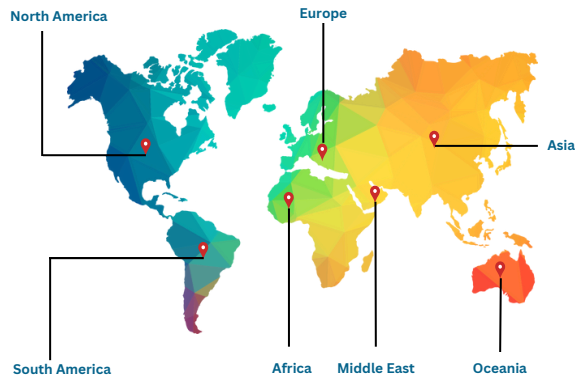 Europe
North America
Asia
South America
Africa
Middle East
Oceania